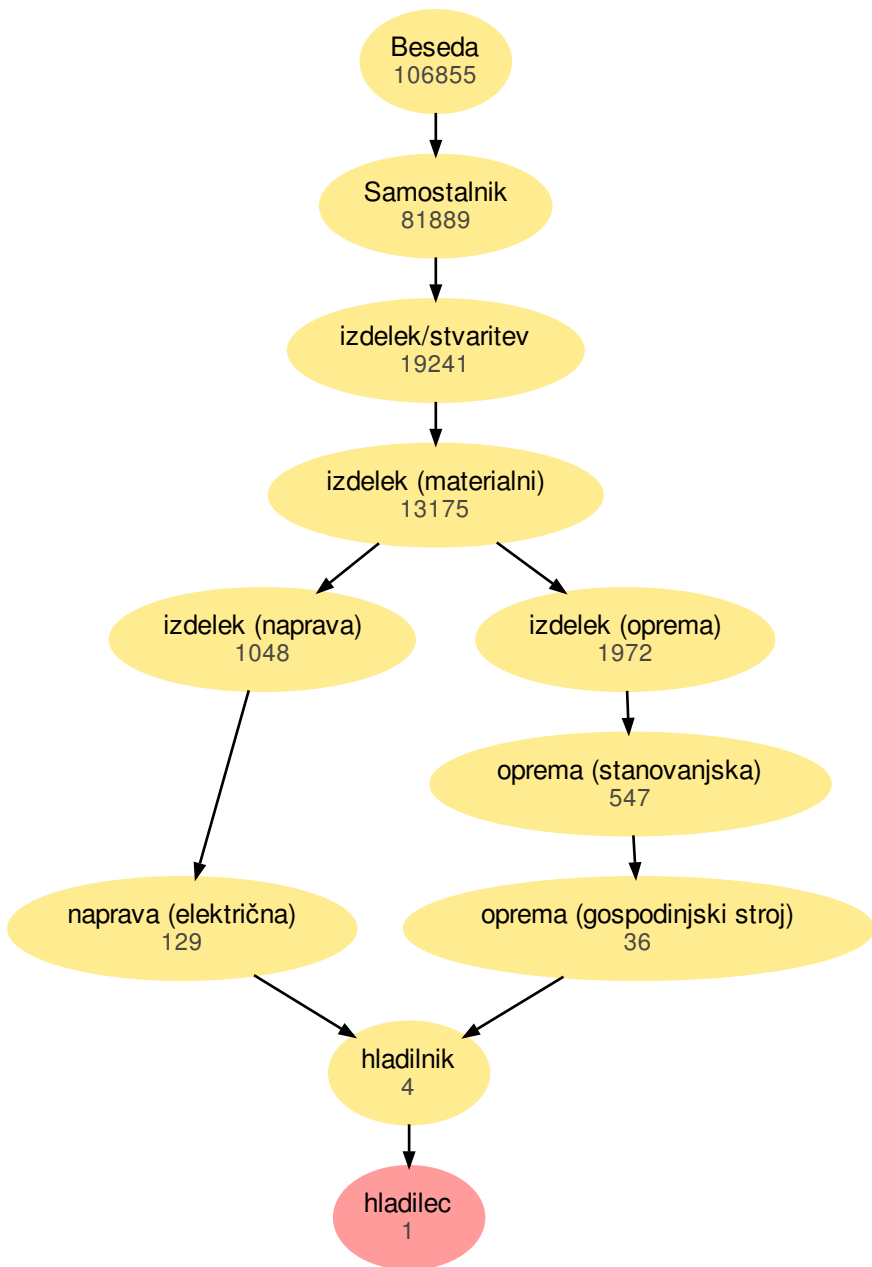 Beseda
106855
Samostalnik
81889
izdelek/stvaritev
19241
izdelek (materialni)
13175
izdelek (naprava)
1048
izdelek (oprema)
1972
oprema (stanovanjska)
547
naprava (električna)
129
oprema (gospodinjski stroj)
36
hladilnik
4
hladilec
1